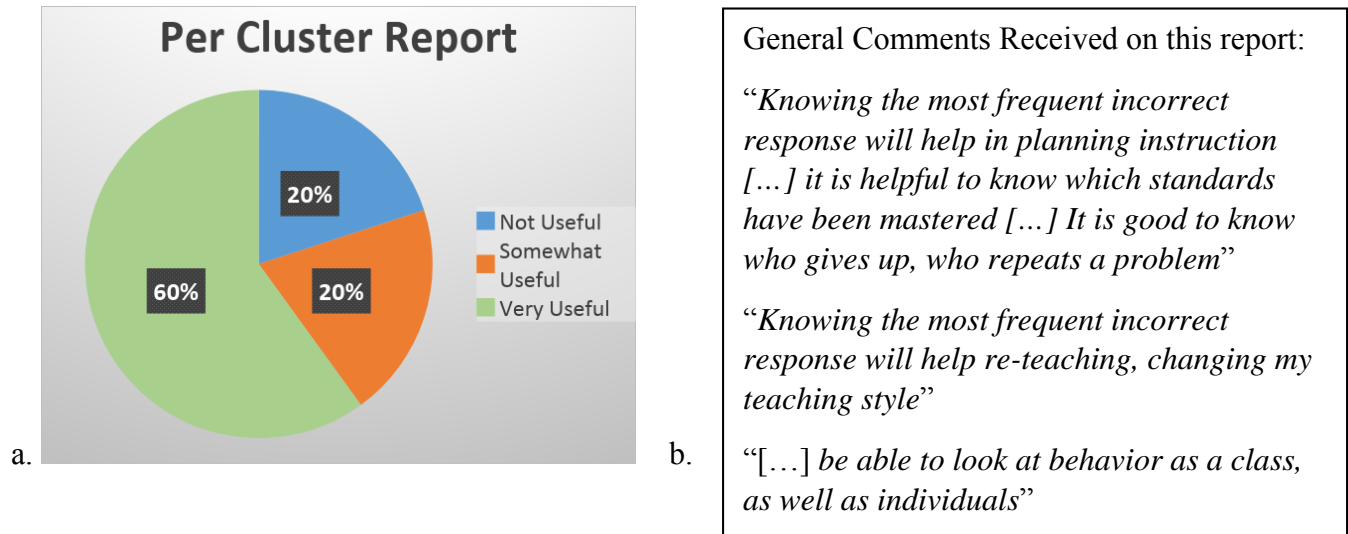 Per Cluster Report
20%
60%
20%
Not Useful
Somewhat
Useful
Very Useful
a.
b.
General Comments Received on this report:
“Knowing the most frequent incorrect
response will help in planning instruction
[…] it is helpful to know which standards
have been mastered […] It is good to know
who gives up, who repeats a problem”
“Knowing the most frequent incorrect
response will help re-teaching, changing my
teaching style”
“[…] be able to look at behavior as a class,
as well as individuals”